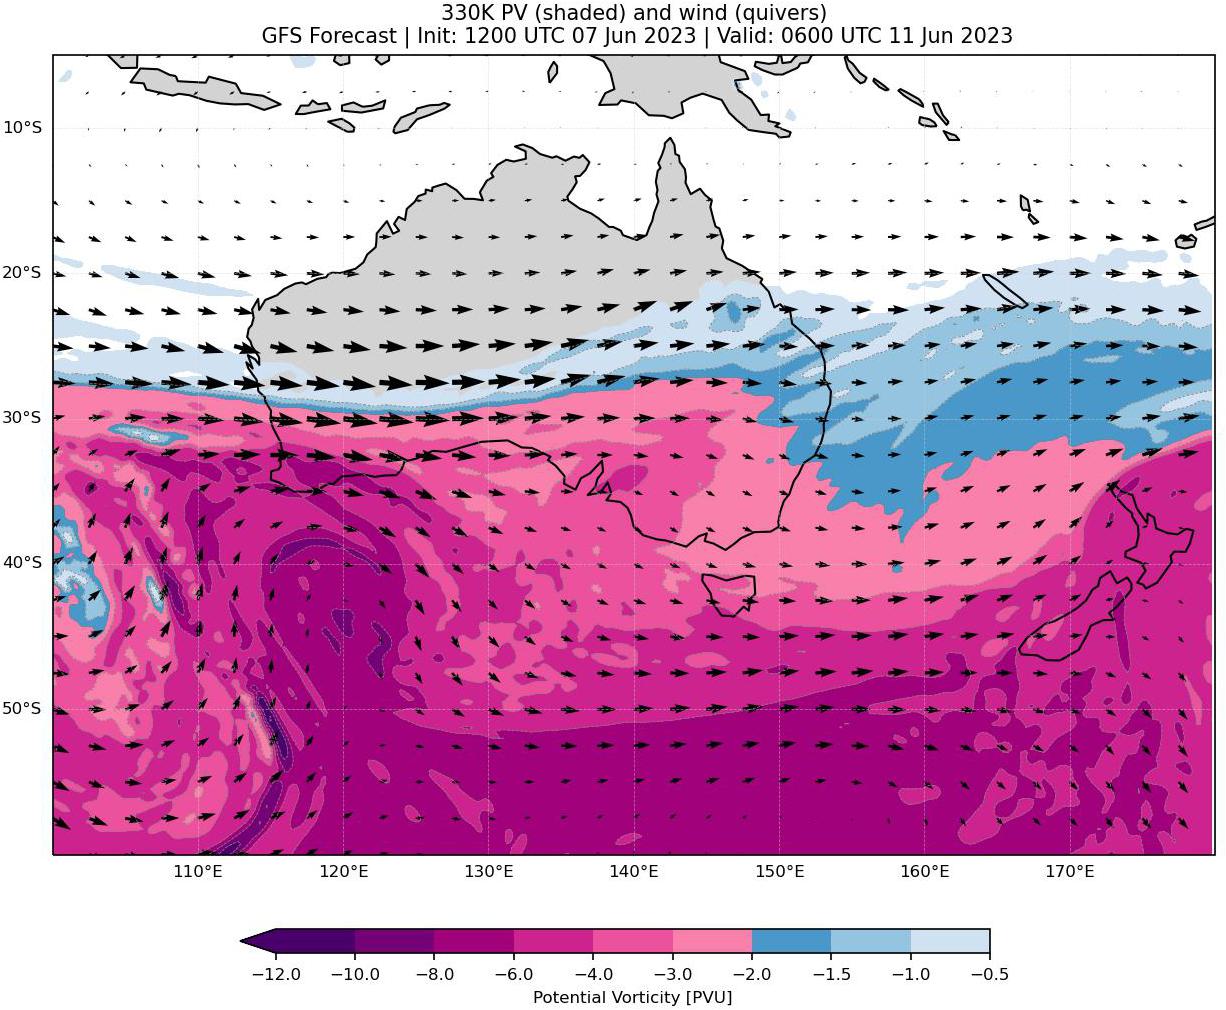 330K PV (shaded) and wind (quivers)
GFS Forecast | Init: 1200 UTC 07 Jun 2023 | Valid: 0600 UTC 11 Jun 2023
10°S
20°S
30°S
40°S
50°S
110°E 120°E 130°E 140°E 150°E 160°E 170°E
−12.0 −10.0 −8.0 −6.0 −4.0 −3.0 −2.0 −1.5 −1.0 −0.5
Potential Vorticity [PVU]